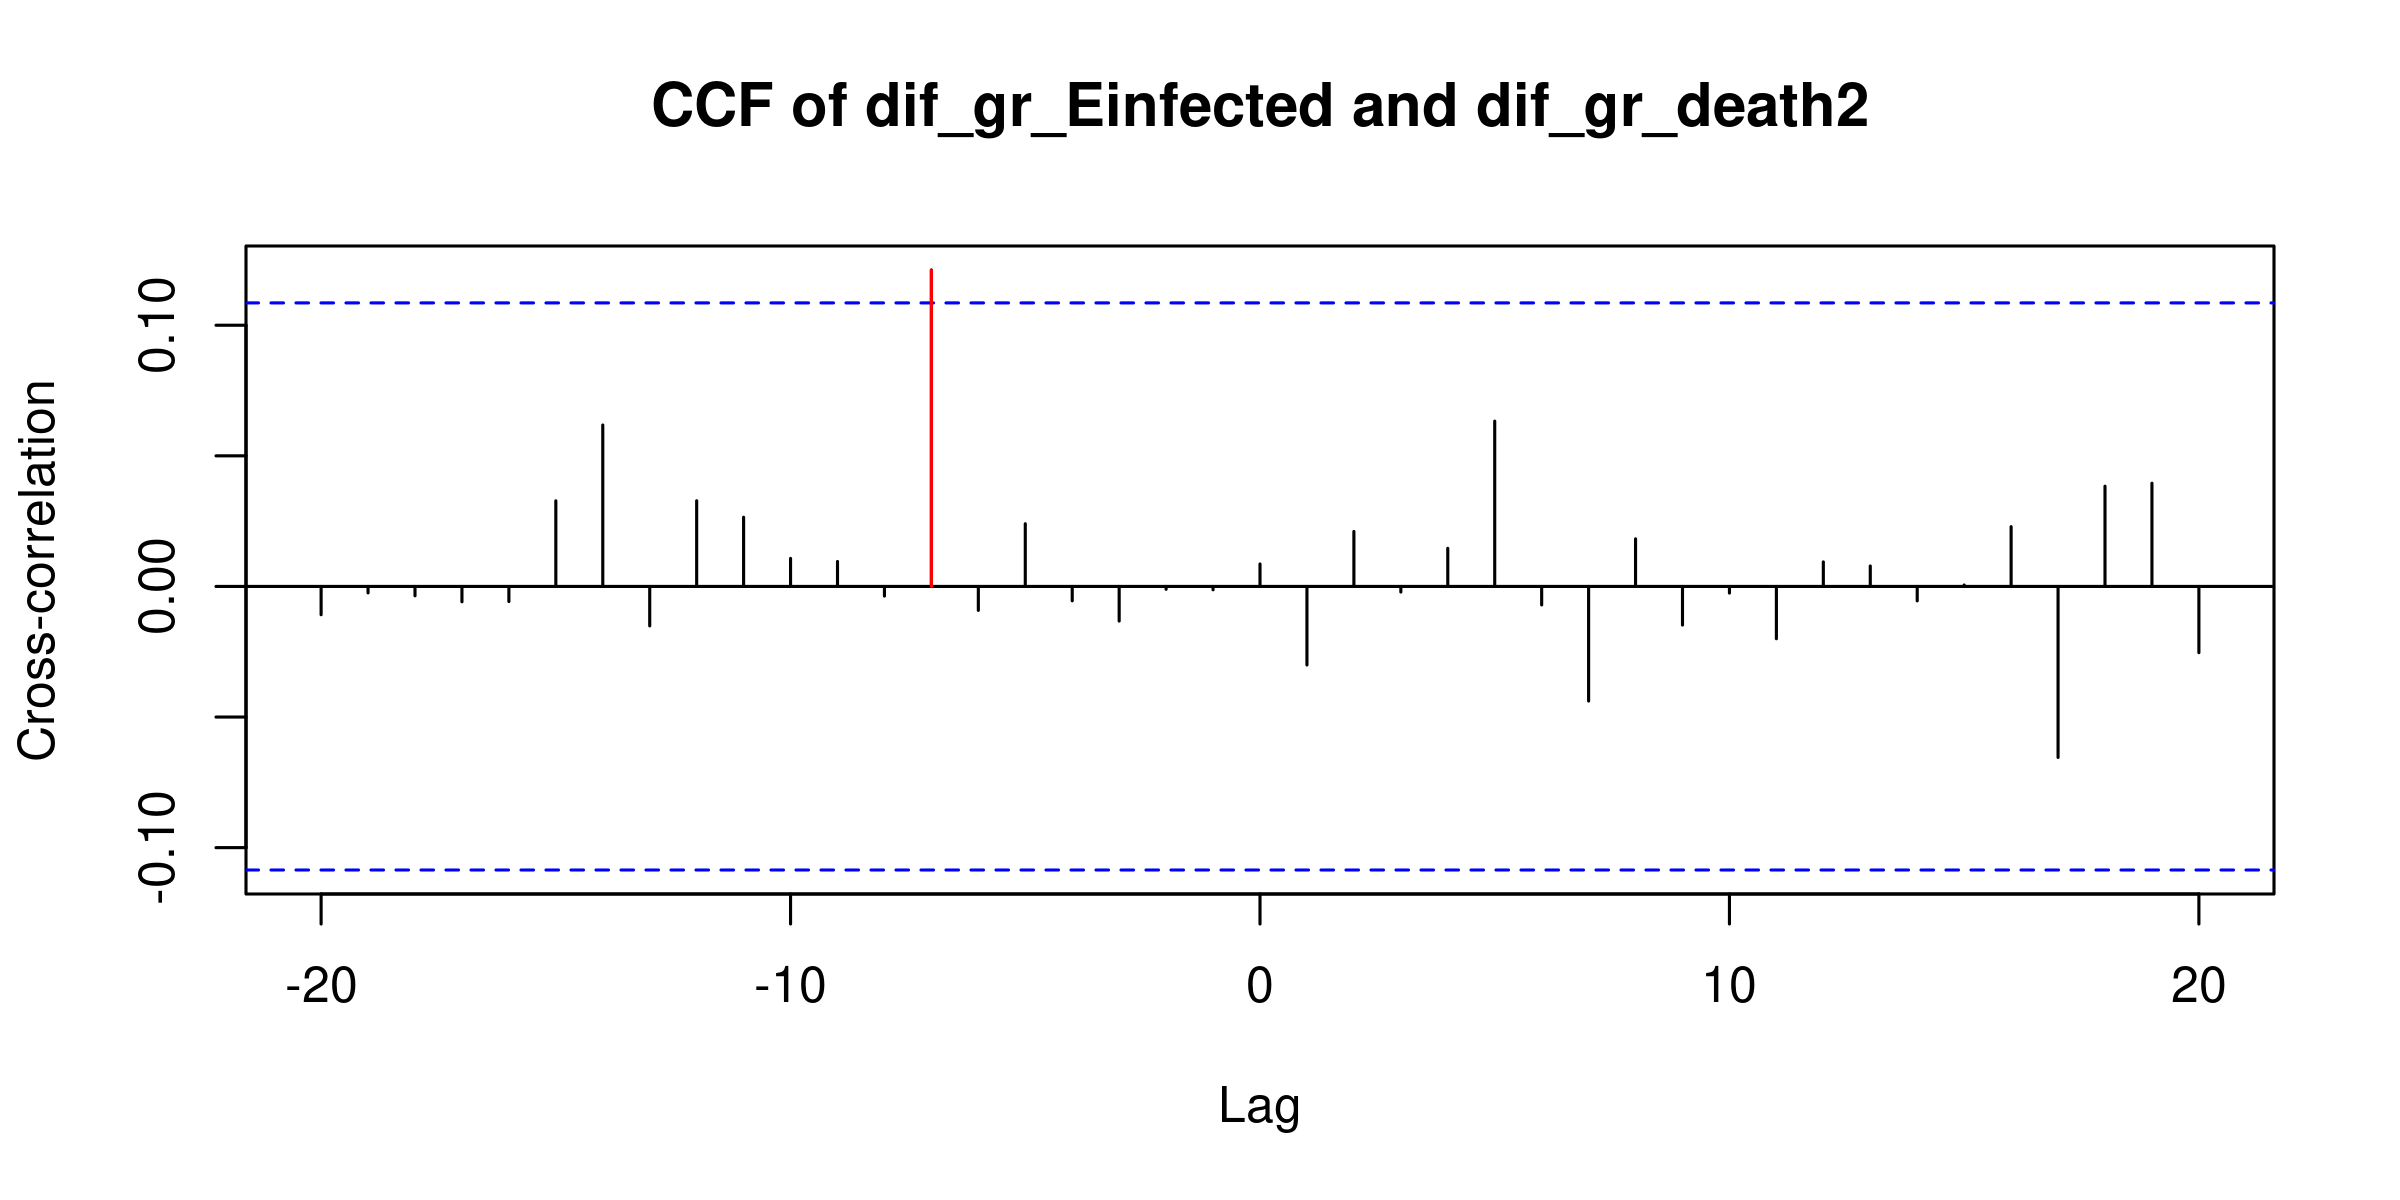 CCF of dif_gr_Einfected and dif_gr_death2
Cross-correlation
0.10
0.00
-0.10
-20
-10
0
10
20
Lag